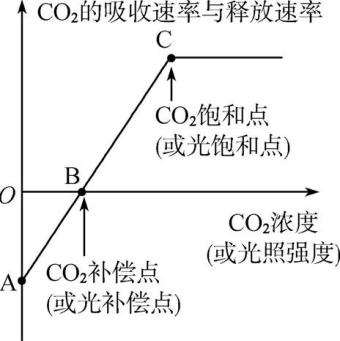 CO₂的吸收速率与释放速率
C
CO₂饱和点
(或光饱和点)
B
O
CO₂浓度
(或光照强度)
A
CO₂补偿点
(或光补偿点)